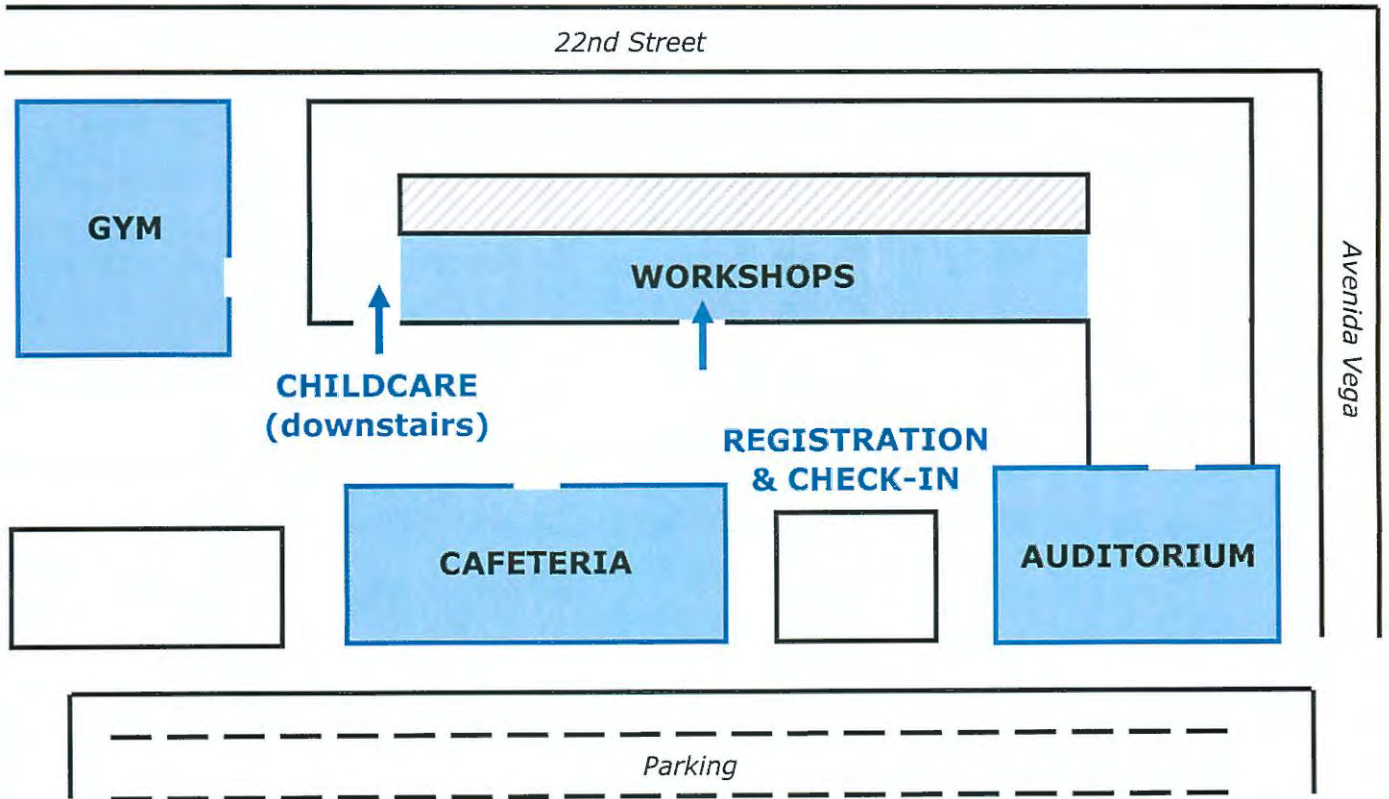 22nd Street
GYM
WORKSHOPS
Avenida Vega
CHILDCARE
(downstairs)
REGISTRATION
& CHECK-IN
CAFETERIA
AUDITORIUM
Parking